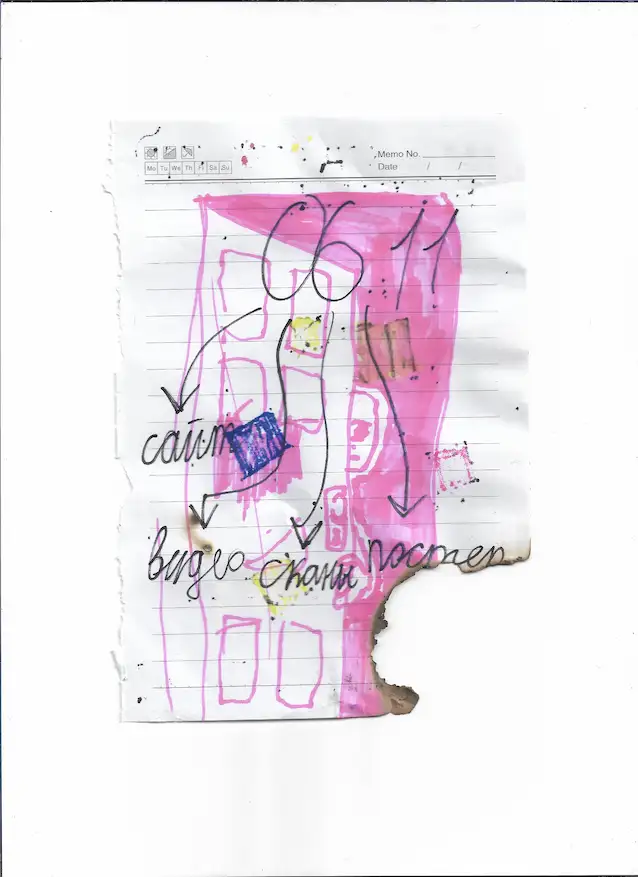 Memo No.
Mo Tu We Th Fr Sa Su
Date / /
06 11
сайт
видео сканы постер